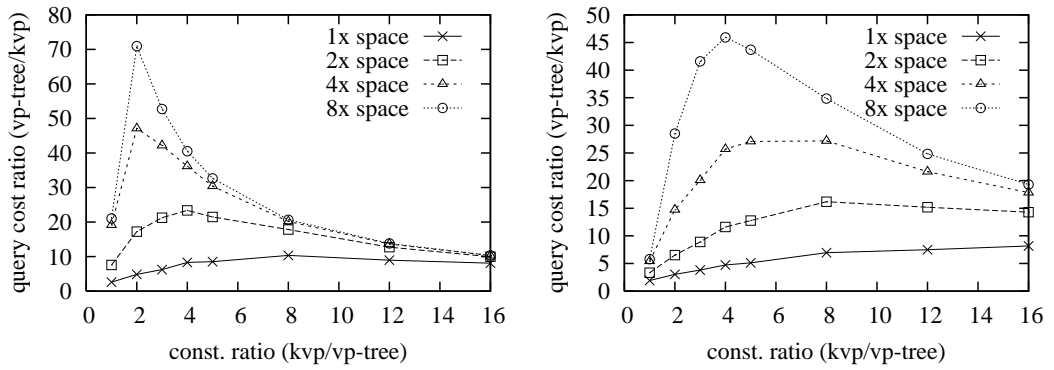 query cost ratio (vp-tree/kvp)
80
70
60
50
40
30
20
10
0
0 2 4 6 8 10 12 14 16
const. ratio (kvp/vp-tree)
1x space
2x space
4x space
8x space
query cost ratio (vp-tree/kvp)
50
45
40
35
30
25
20
15
10
5
0
0 2 4 6 8 10 12 14 16
const. ratio (kvp/vp-tree)
1x space
2x space
4x space
8x space